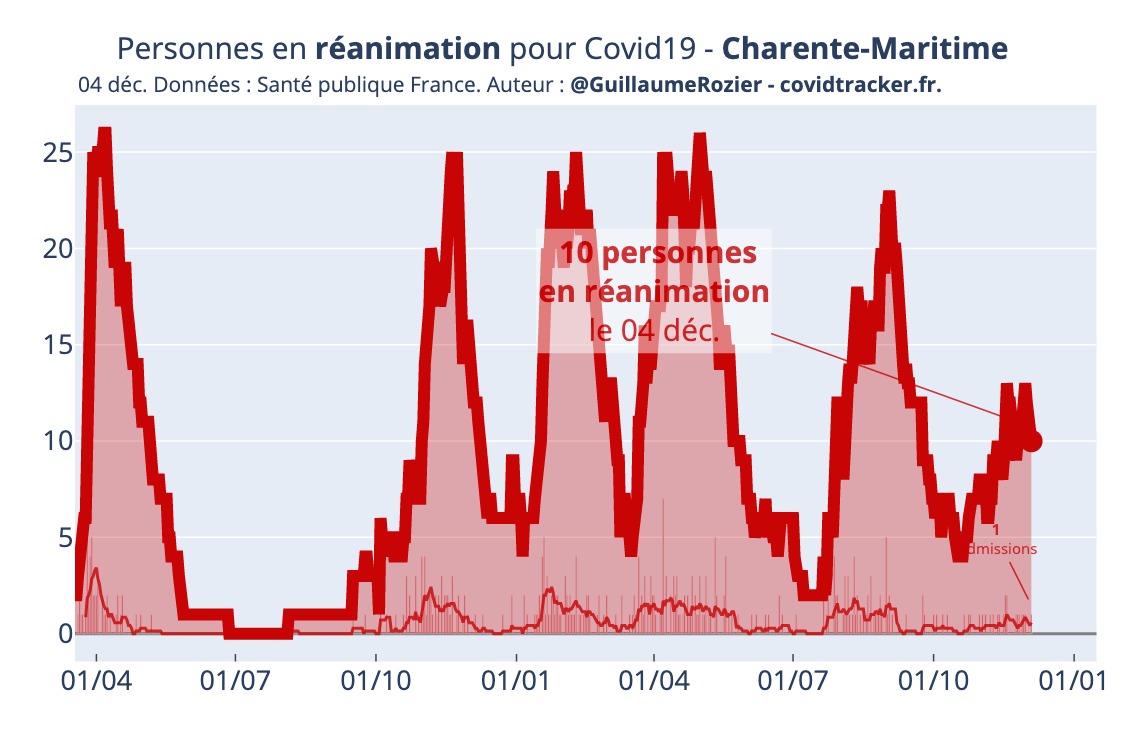 Personnes en réanimation pour Covid19 - Charente-Maritime
04 déc. Données : Santé publique France. Auteur : @GuillaumeRozier - covidtracker.fr.
25
20
15
10
5
0
10 personnes
en réanimation
le 04 déc.
1
dmissions
01/04
01/07
01/10
01/01
01/04
01/07
01/10
01/01